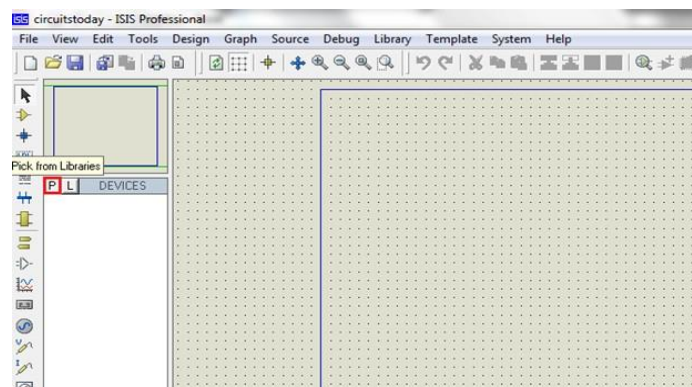 ISIS circuitstoday - ISIS Professional
File View Edit Tools Design Graph Source Debug Library Template System Help
Pick from Libraries
P L DEVICES
V
I